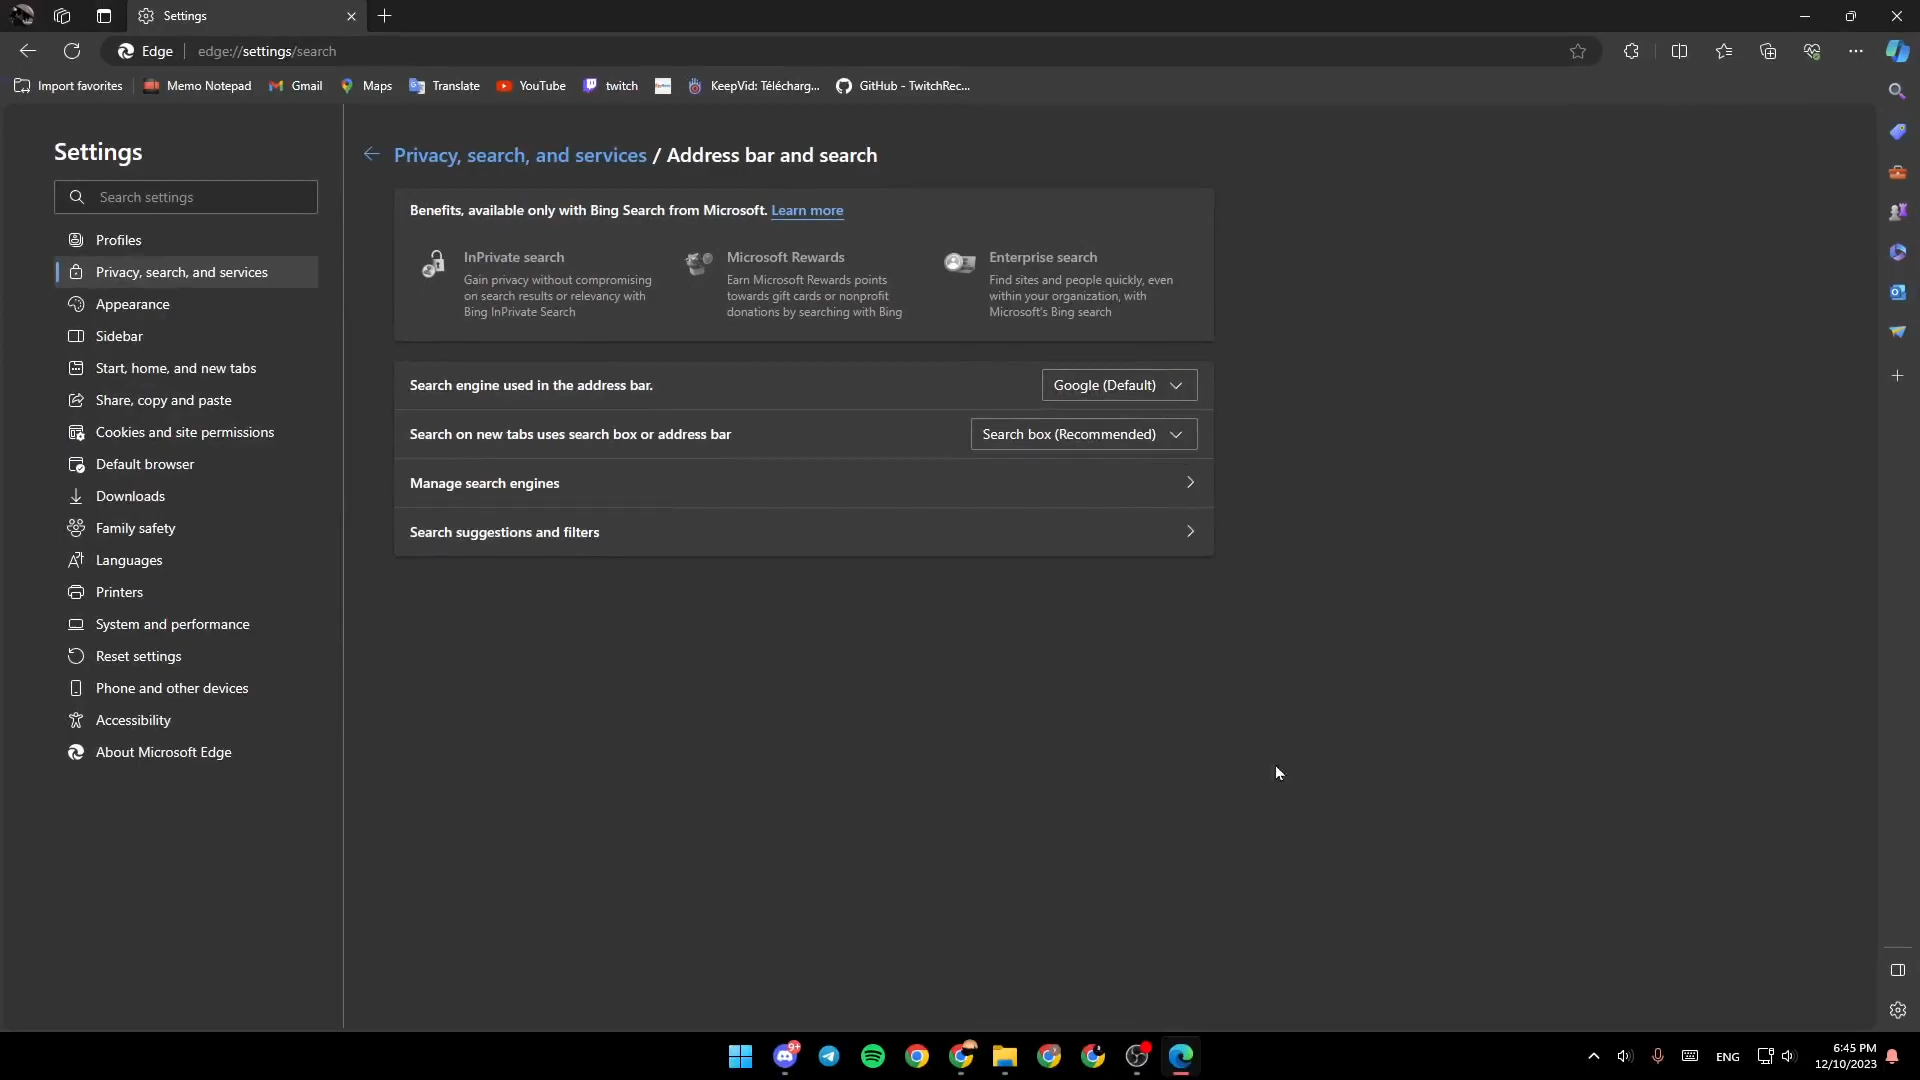 Settings
Edge
edge://settings/search
Import favorites
Memo Notepad
Gmail
Maps
Translate
YouTube
twitch
KeepVid: Télécharg...
GitHub - TwitchRec...
Settings
Search settings
Profiles
Privacy, search, and services
Appearance
Sidebar
Start, home, and new tabs
Share, copy and paste
Cookies and site permissions
Default browser
Downloads
Family safety
Languages
Printers
System and performance
Reset settings
Phone and other devices
Accessibility
About Microsoft Edge
Privacy, search, and services / Address bar and search
Benefits, available only with Bing Search from Microsoft. Learn more
InPrivate search
Gain privacy without compromising
on search results or relevancy with
Bing InPrivate Search
Microsoft Rewards
Earn Microsoft Rewards points
towards gift cards or nonprofit
donations by searching with Bing
Enterprise search
Find sites and people quickly, even
within your organization, with
Microsoft's Bing search
Search engine used in the address bar.
Google (Default)
Search on new tabs uses search box or address bar
Search box (Recommended)
Manage search engines
Search suggestions and filters
9+
ENG
6:45 PM
12/10/2023